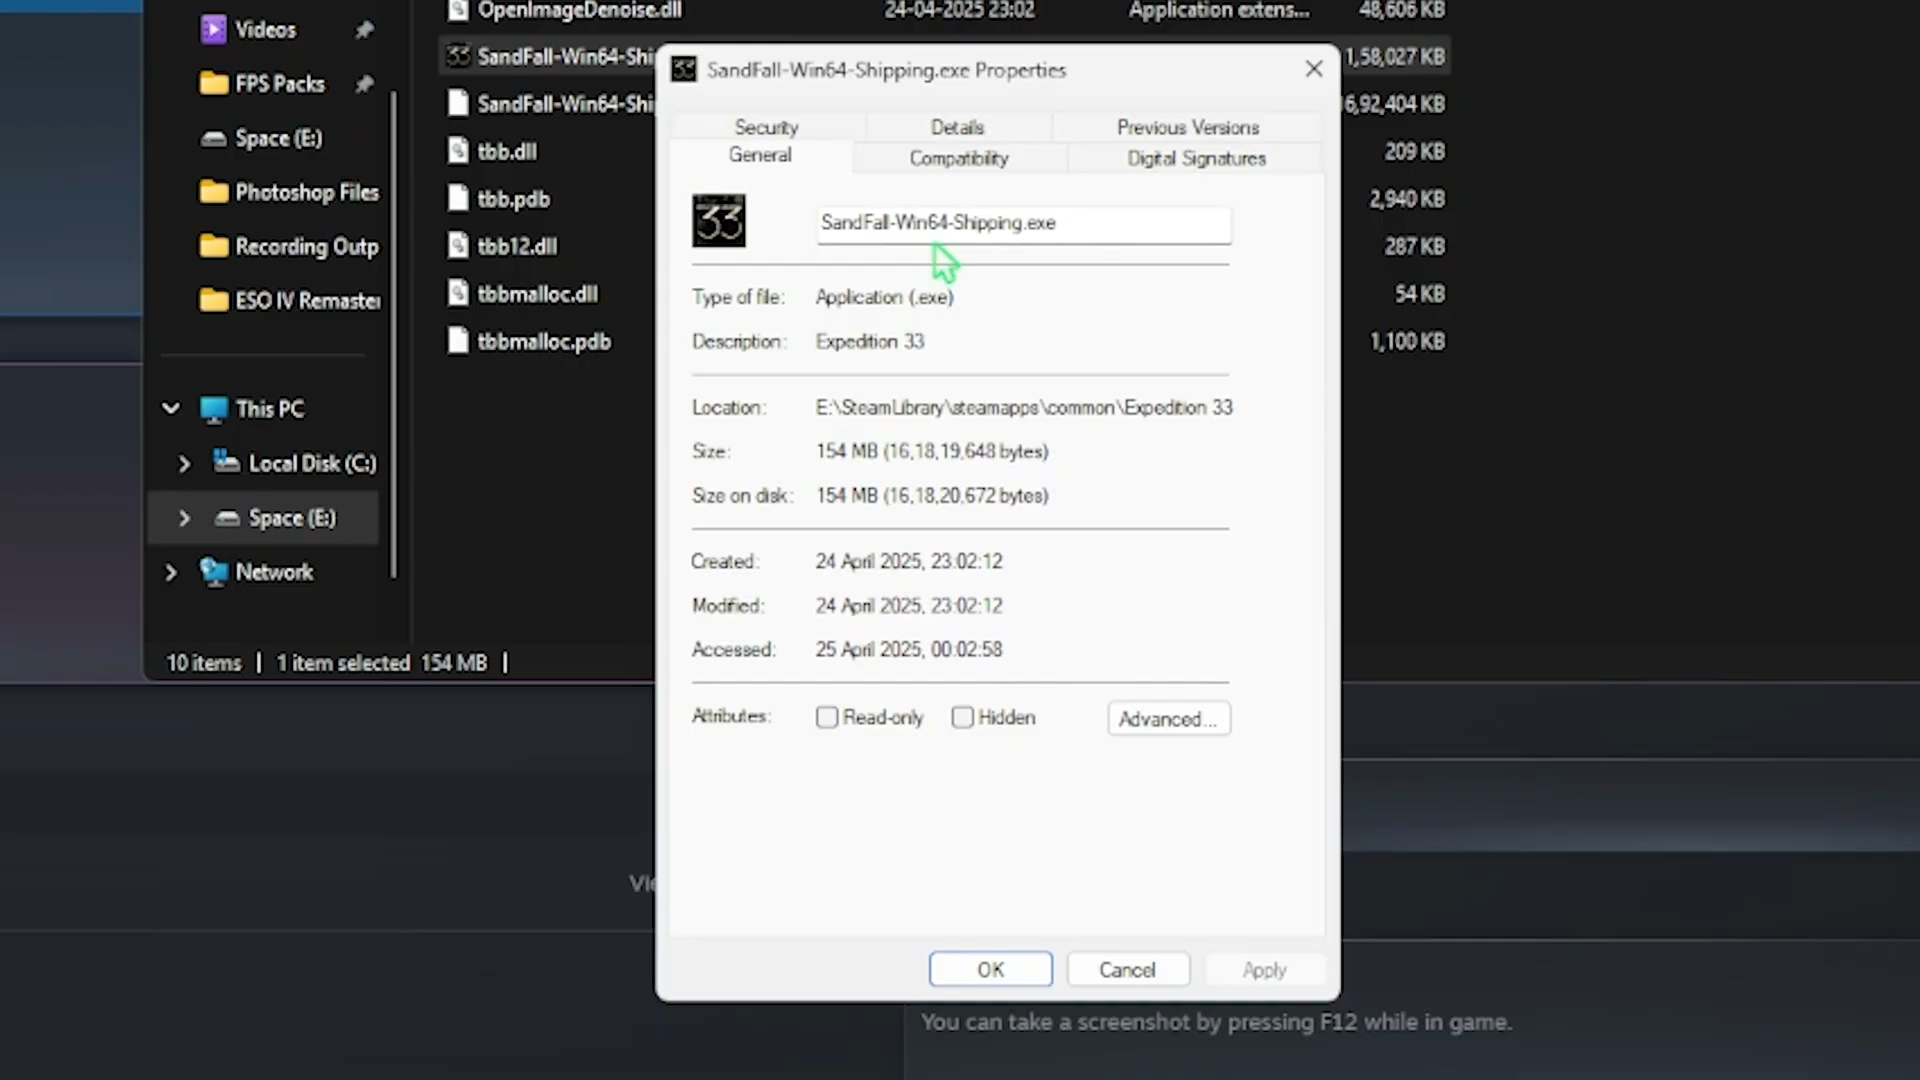 Videos
FPS Packs
Space (E:)
Photoshop Files
Recording Outp
ESO IV Remaster
This PC
Local Disk (C:)
Space (E:)
Network
10 items | 1 item selected 154 MB |
OpenImageDenoise.dll 24-04-2025 23:02 Application extens... 48,606 KB
SandFall-Win64-Shi 1,58,027 KB
SandFall-Win64-Shi 6,92,404 KB
tbb.dll 209 KB
tbb.pdb 2,940 KB
tbb12.dll 287 KB
tbbmalloc.dll 54 KB
tbbmalloc.pdb 1,100 KB
SandFall-Win64-Shipping.exe Properties
Security Details Previous Versions
General Compatibility Digital Signatures
33
SandFall-Win64-Shipping.exe
Type of file: Application (.exe)
Description: Expedition 33
Location: E:\SteamLibrary\steamapps\common\Expedition 33
Size: 154 MB (16,18,19,648 bytes)
Size on disk: 154 MB (16,18,20,672 bytes)
Created: 24 April 2025, 23:02:12
Modified: 24 April 2025, 23:02:12
Accessed: 25 April 2025, 00:02:58
Attributes: Read-only Hidden Advanced...
OK Cancel Apply
You can take a screenshot by pressing F12 while in game.